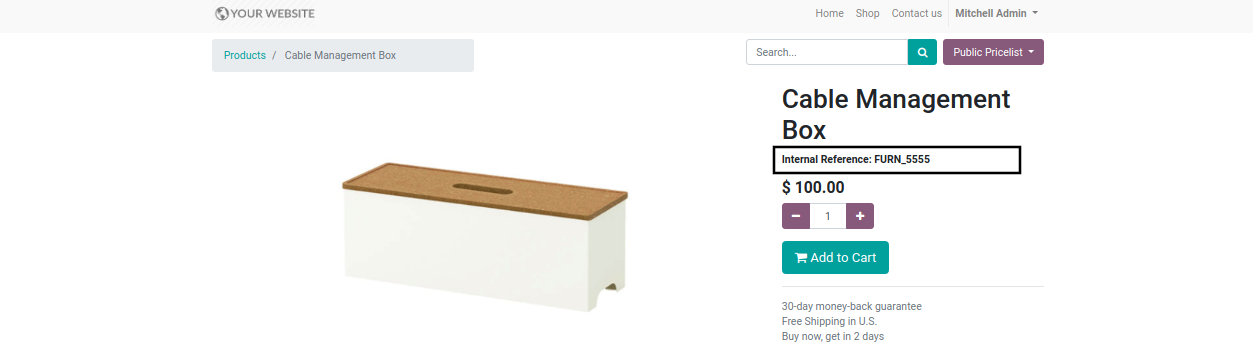 YOUR WEBSITE
Home Shop Contact us Mitchell Admin
Products / Cable Management Box
Search...
Public Pricelist
Cable Management
Box
Internal Reference: FURN_5555
$ 100.00
- 1 +
Add to Cart
30-day money-back guarantee
Free Shipping in U.S.
Buy now, get in 2 days